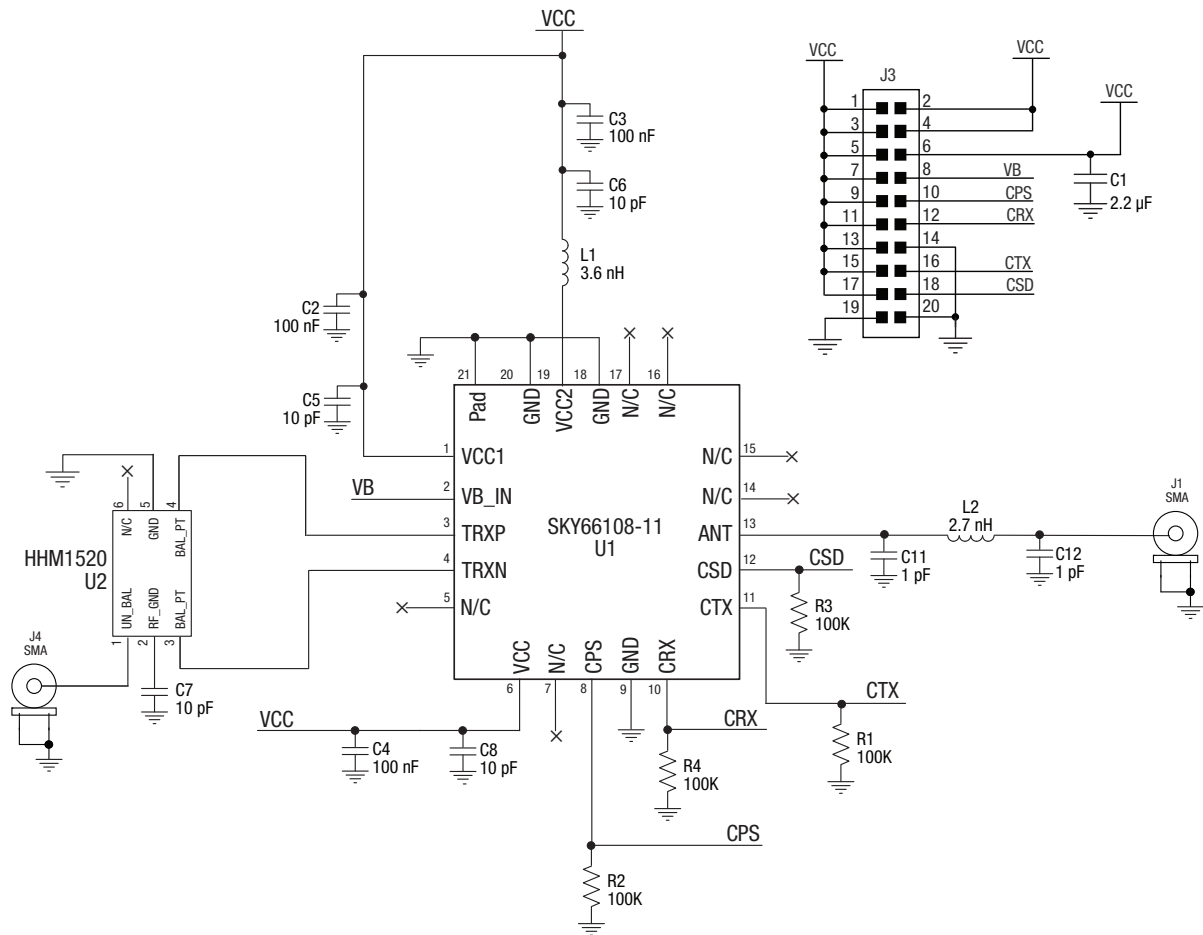 VCC
VCC
VCC
VCC
J3
1 2
3 4
5 6
7 8 VB
9 10 CPS
11 12 CRX
13 14
15 16 CTX
17 18 CSD
19 20
C1
2.2 µF
C3
100 nF
C6
10 pF
L1
3.6 nH
C2
100 nF
C5
10 pF
21 20 19 18 17 16
Pad GND VCC2 GND N/C N/C
1 VCC1
VB 2 VB_IN
3 TRXP
4 TRXN
5 N/C
SKY66108-11
U1
N/C 15
N/C 14
ANT 13
CSD 12 CSD
CTX 11
VCC N/C CPS GND CRX
6 7 8 9 10
6 5 4
N/C GND BAL_PT
HHM1520
U2
UN_BAL RF_GND BAL_PT
1 2 3
J4
SMA
C7
10 pF
VCC
C4
100 nF
C8
10 pF
L2
2.7 nH
C11
1 pF
C12
1 pF
J1
SMA
R3
100K
CTX
R1
100K
CRX
R4
100K
CPS
R2
100K